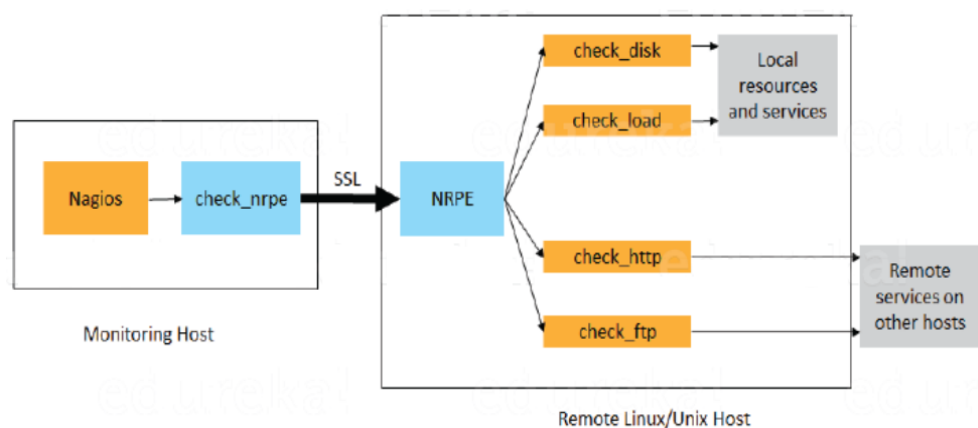 check_disk
Local
resources
and services
check_load
SSL
Nagios
check_nrpe
NRPE
check_http
Remote
services on
other hosts
check_ftp
Monitoring Host
Remote Linux/Unix Host